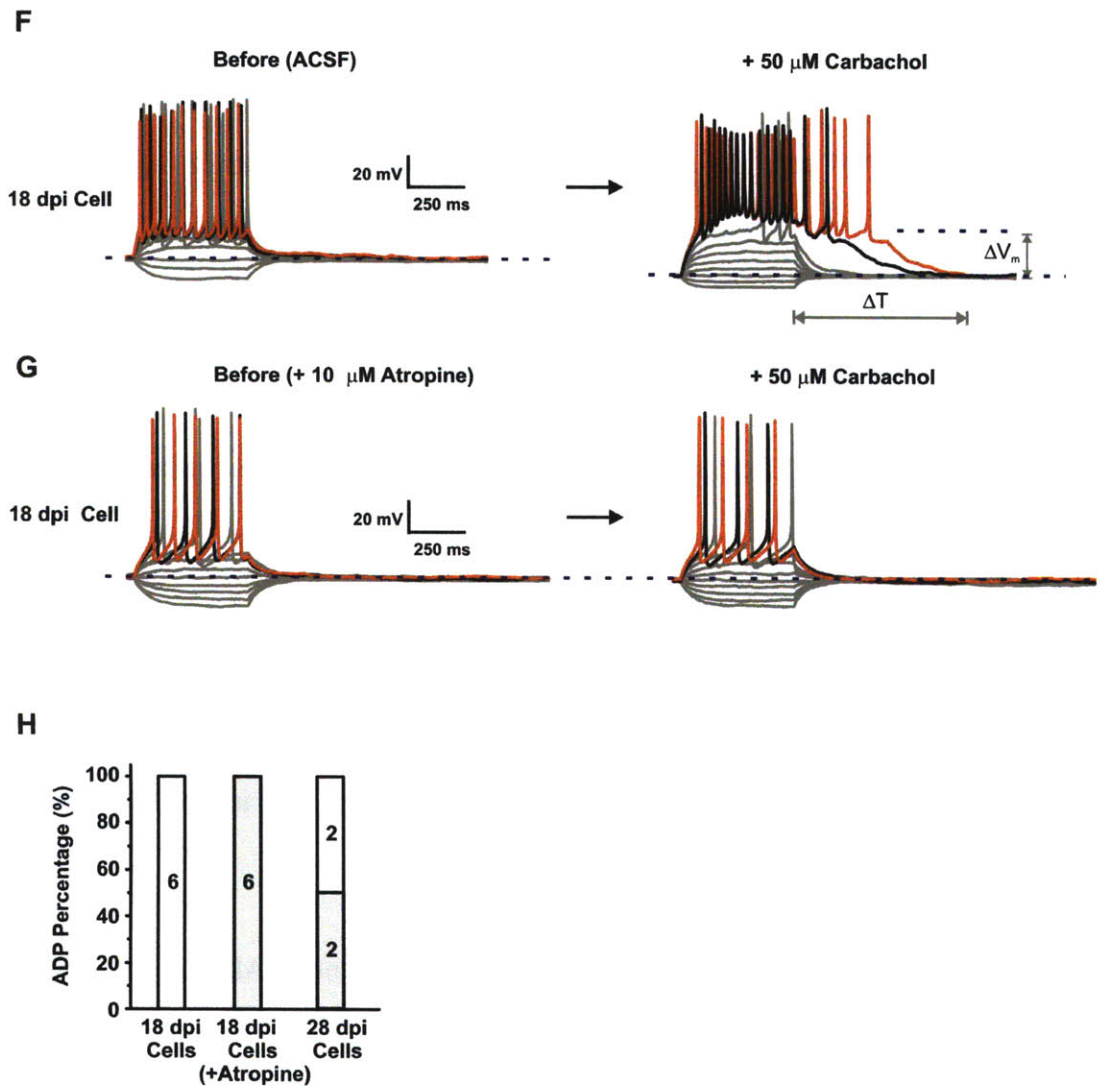 F
Before (ACSF)
+ 50 μM Carbachol
18 dpi Cell
20 mV
250 ms
ΔVm
ΔT
G
Before (+ 10 μM Atropine)
+ 50 μM Carbachol
18 dpi Cell
20 mV
250 ms
H
ADP Percentage (%)
100
80
60
40
20
0
6
6
2
2
18 dpi Cells
18 dpi Cells (+Atropine)
28 dpi Cells